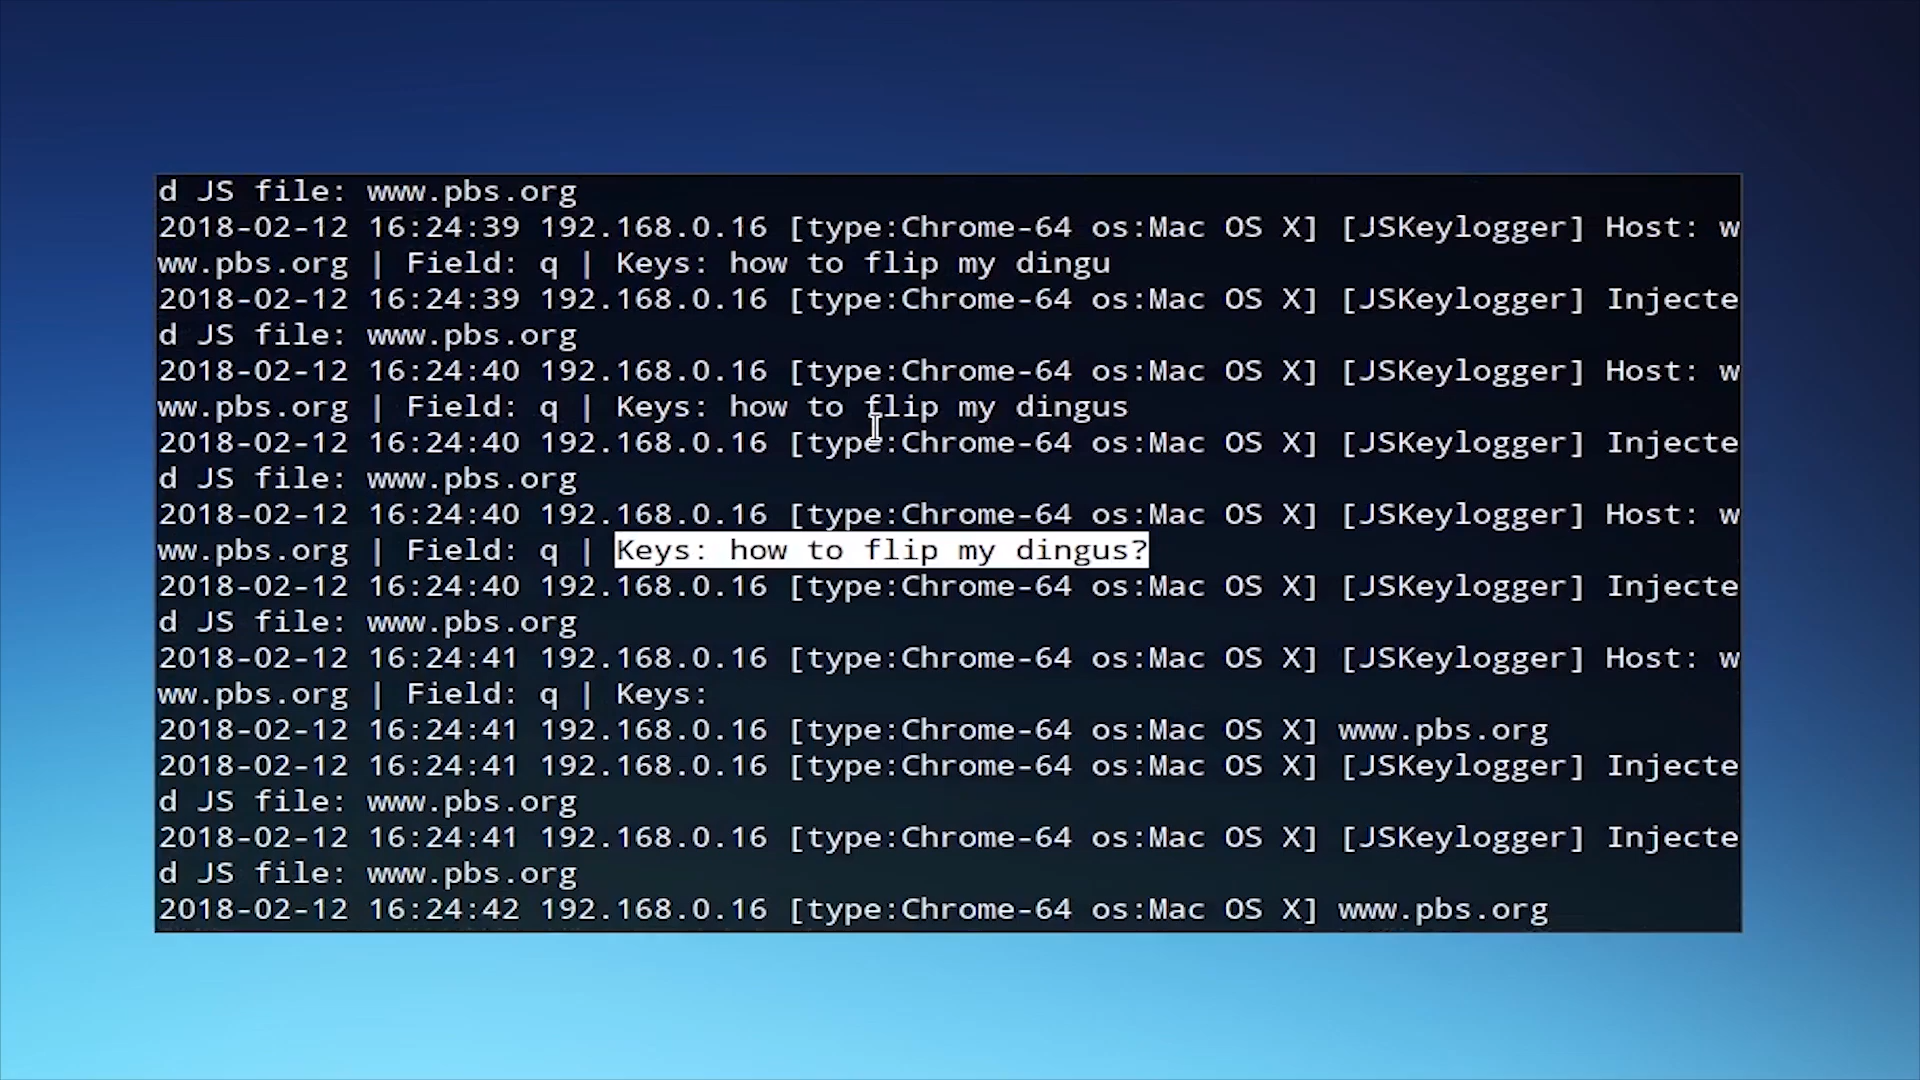 d JS file: www.pbs.org
2018-02-12 16:24:39 192.168.0.16 [type:Chrome-64 os:Mac OS X] [JSKeylogger] Host: w
ww.pbs.org | Field: q | Keys: how to flip my dingu
2018-02-12 16:24:39 192.168.0.16 [type:Chrome-64 os:Mac OS X] [JSKeylogger] Injecte
d JS file: www.pbs.org
2018-02-12 16:24:40 192.168.0.16 [type:Chrome-64 os:Mac OS X] [JSKeylogger] Host: w
ww.pbs.org | Field: q | Keys: how to flip my dingus
2018-02-12 16:24:40 192.168.0.16 [type:Chrome-64 os:Mac OS X] [JSKeylogger] Injecte
d JS file: www.pbs.org
2018-02-12 16:24:40 192.168.0.16 [type:Chrome-64 os:Mac OS X] [JSKeylogger] Host: w
ww.pbs.org | Field: q | Keys: how to flip my dingus?
2018-02-12 16:24:40 192.168.0.16 [type:Chrome-64 os:Mac OS X] [JSKeylogger] Injecte
d JS file: www.pbs.org
2018-02-12 16:24:41 192.168.0.16 [type:Chrome-64 os:Mac OS X] [JSKeylogger] Host: w
ww.pbs.org | Field: q | Keys:
2018-02-12 16:24:41 192.168.0.16 [type:Chrome-64 os:Mac OS X] www.pbs.org
2018-02-12 16:24:41 192.168.0.16 [type:Chrome-64 os:Mac OS X] [JSKeylogger] Injecte
d JS file: www.pbs.org
2018-02-12 16:24:41 192.168.0.16 [type:Chrome-64 os:Mac OS X] [JSKeylogger] Injecte
d JS file: www.pbs.org
2018-02-12 16:24:42 192.168.0.16 [type:Chrome-64 os:Mac OS X] www.pbs.org